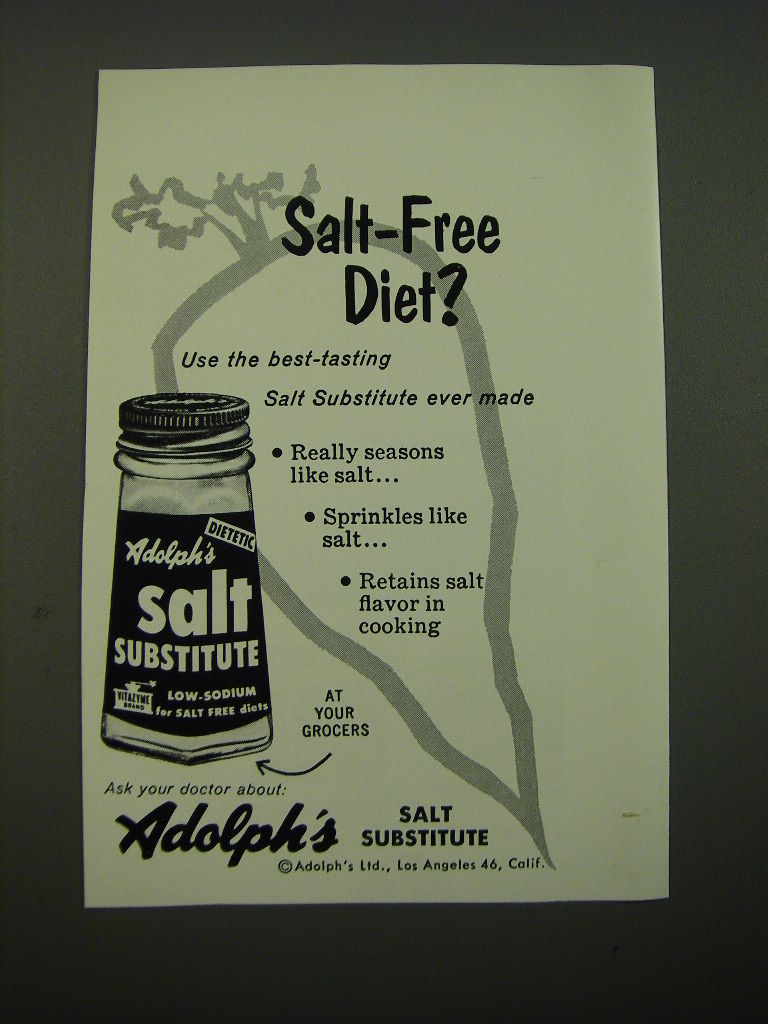 Salt-Free
Diet?
Use the best-tasting
Salt Substitute ever made
• Really seasons
like salt...
• Sprinkles like
salt...
• Retains salt
flavor in
cooking
DIETETIC
Adolph's
salt
SUBSTITUTE
VITAZYME
BRAND
LOW-SODIUM
for SALT FREE diets
AT
YOUR
GROCERS
Ask your doctor about:
Adolph's
SALT
SUBSTITUTE
©Adolph's Ltd., Los Angeles 46, Calif.